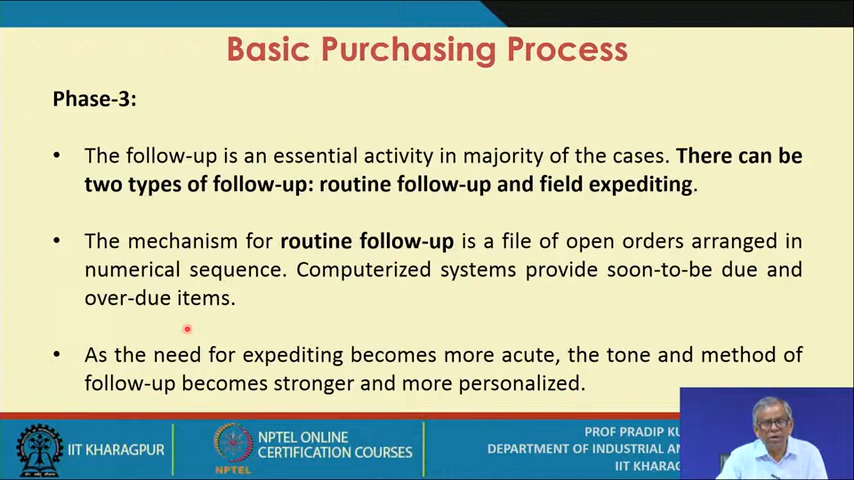 Basic Purchasing Process
Phase-3:
• The follow-up is an essential activity in majority of the cases. There can be
two types of follow-up: routine follow-up and field expediting.
• The mechanism for routine follow-up is a file of open orders arranged in
numerical sequence. Computerized systems provide soon-to-be due and
over-due items.
• As the need for expediting becomes more acute, the tone and method of
follow-up becomes stronger and more personalized.
IIT KHARAGPUR
NPTEL
NPTEL ONLINE
CERTIFICATION COURSES
PROF PRADIP
DEPARTMENT OF INDUSTRIAL
IIT